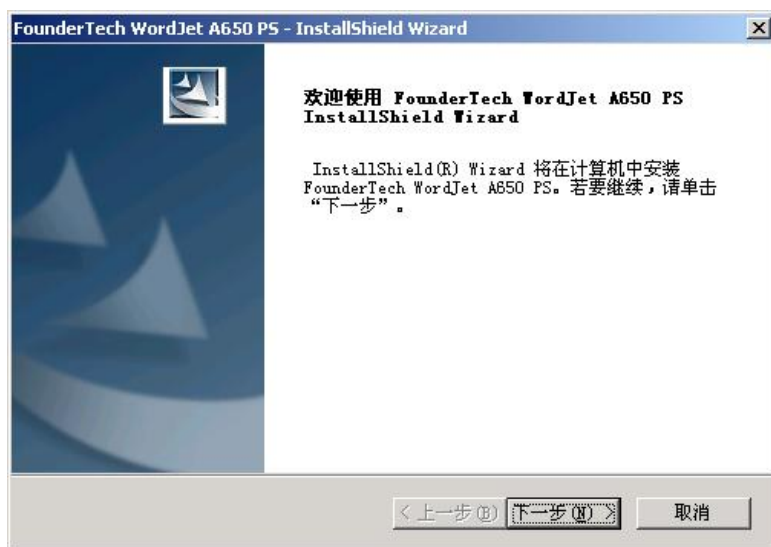 FounderTech WordJet A650 PS - InstallShield Wizard
欢迎使用 FounderTech WordJet A650 PS
InstallShield Wizard
InstallShield(R) Wizard 将在计算机中安装
FounderTech WordJet A650 PS。若要继续，请单击
“下一步”。
< 上一步(B) 下一步(N) > 取消